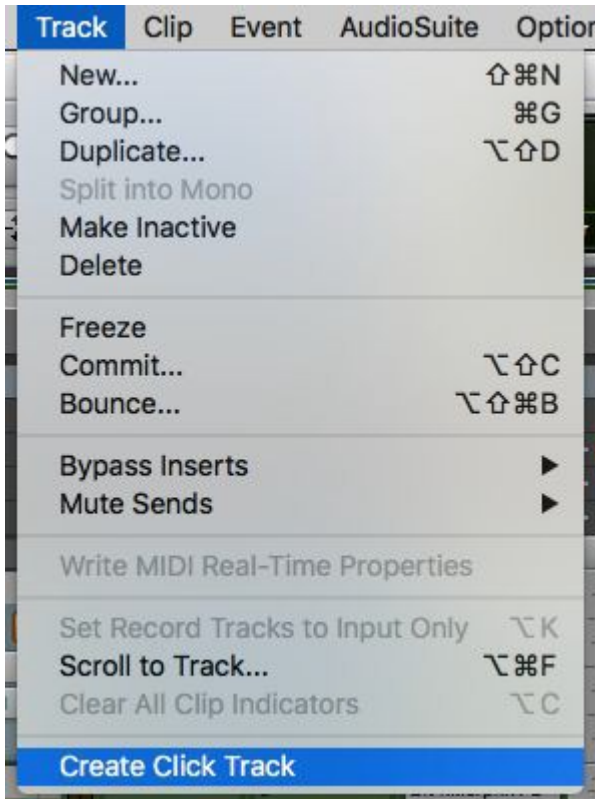 Track Clip Event AudioSuite Optio
New... ⇧⌘N
Group... ⌘G
Duplicate... ⌥⇧D
Split into Mono
Make Inactive
Delete
Freeze
Commit... ⌥⇧C
Bounce... ⌥⇧⌘B
Bypass Inserts ▶
Mute Sends ▶
Write MIDI Real-Time Properties
Set Record Tracks to Input Only ⌥K
Scroll to Track... ⌥⌘F
Clear All Clip Indicators ⌥C
Create Click Track